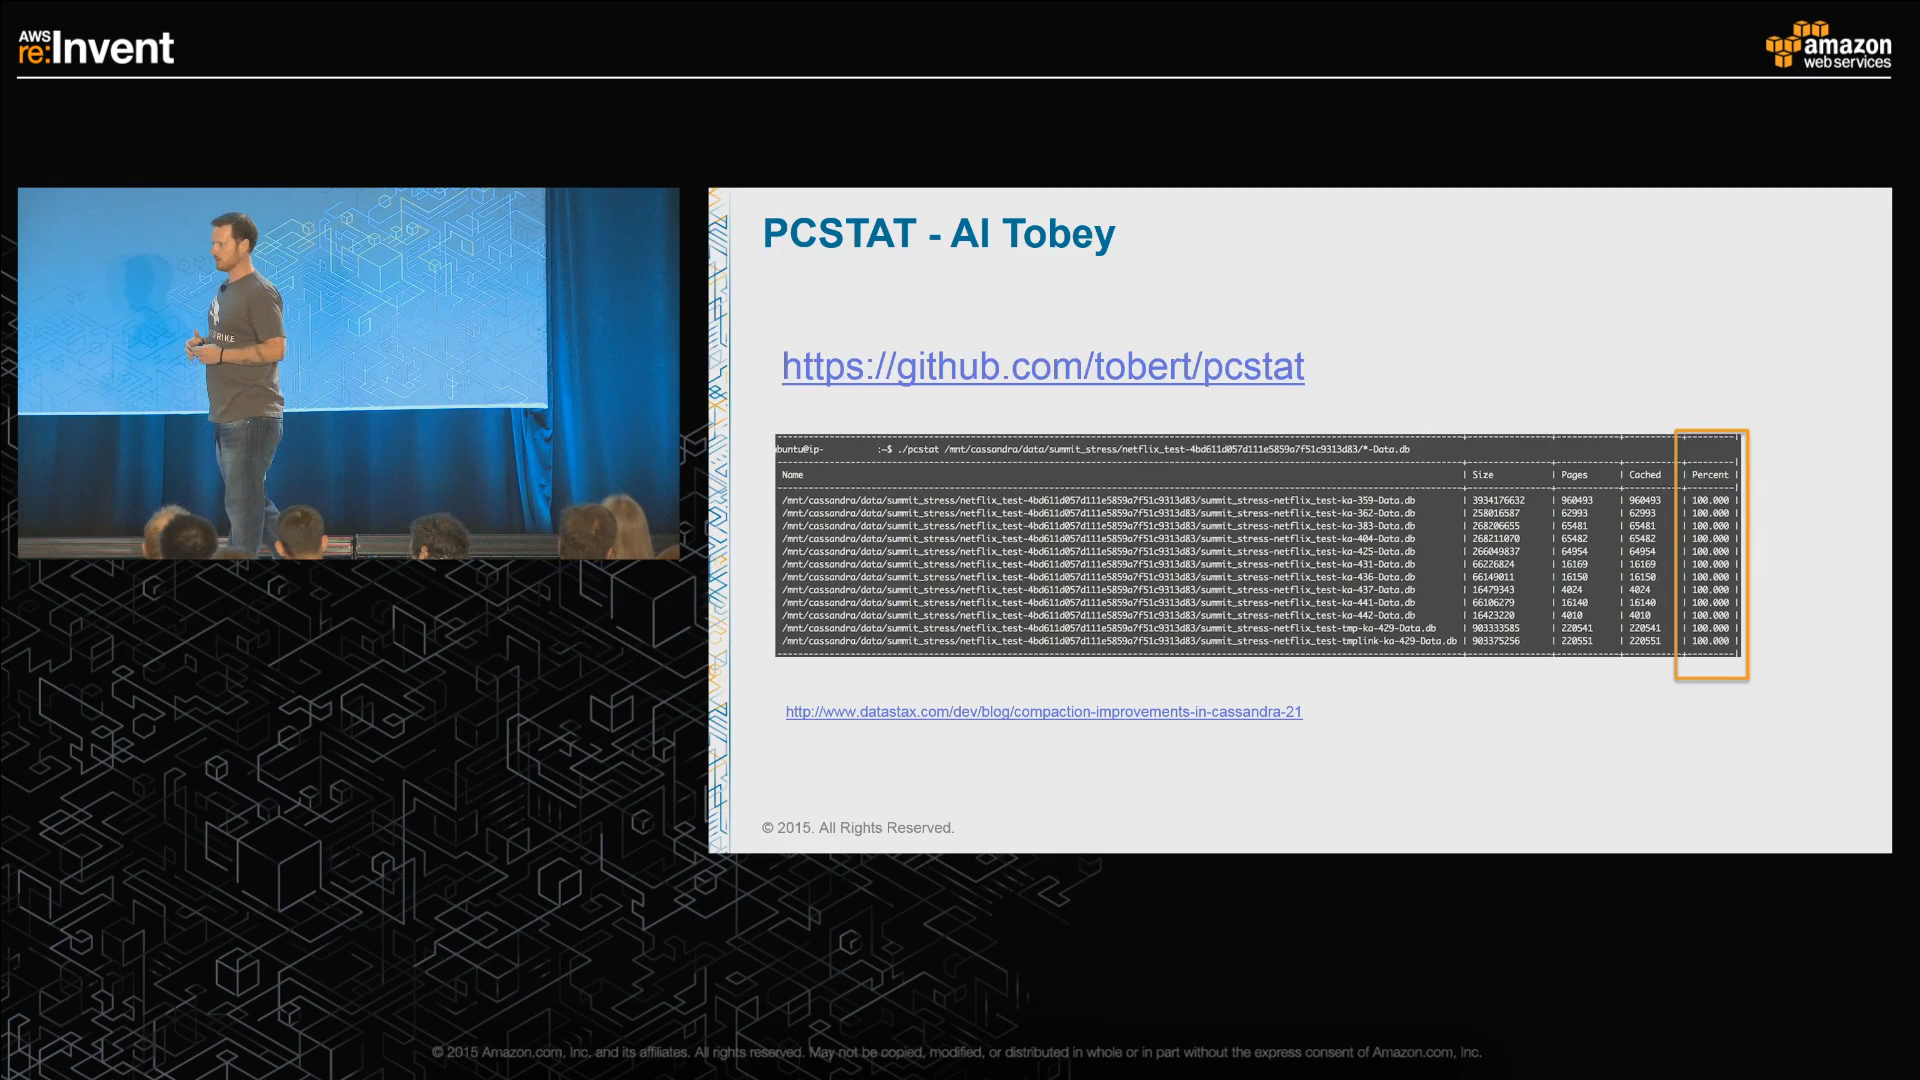 AWS
re:Invent
amazon
web services
RIKE
PCSTAT - Al Tobey
https://github.com/tobert/pcstat
buntu@ip- :~$ ./pcstat /mnt/cassandra/data/summit_stress/netflix_test-4bd611d057d111e5859a7f51c9313d83/*-Data.db
Name | Size | Pages | Cached | Percent |
/mnt/cassandra/data/summit_stress/netflix_test-4bd611d057d111e5859a7f51c9313d83/summit_stress-netflix_test-ka-359-Data.db | 3934176632 | 960493 | 960493 | 100.000 |
/mnt/cassandra/data/summit_stress/netflix_test-4bd611d057d111e5859a7f51c9313d83/summit_stress-netflix_test-ka-362-Data.db | 258016587 | 62993 | 62993 | 100.000 |
/mnt/cassandra/data/summit_stress/netflix_test-4bd611d057d111e5859a7f51c9313d83/summit_stress-netflix_test-ka-383-Data.db | 268206655 | 65481 | 65481 | 100.000 |
/mnt/cassandra/data/summit_stress/netflix_test-4bd611d057d111e5859a7f51c9313d83/summit_stress-netflix_test-ka-404-Data.db | 268211070 | 65482 | 65482 | 100.000 |
/mnt/cassandra/data/summit_stress/netflix_test-4bd611d057d111e5859a7f51c9313d83/summit_stress-netflix_test-ka-425-Data.db | 266049837 | 64954 | 64954 | 100.000 |
/mnt/cassandra/data/summit_stress/netflix_test-4bd611d057d111e5859a7f51c9313d83/summit_stress-netflix_test-ka-431-Data.db | 66226824 | 16169 | 16169 | 100.000 |
/mnt/cassandra/data/summit_stress/netflix_test-4bd611d057d111e5859a7f51c9313d83/summit_stress-netflix_test-ka-436-Data.db | 66149011 | 16150 | 16150 | 100.000 |
/mnt/cassandra/data/summit_stress/netflix_test-4bd611d057d111e5859a7f51c9313d83/summit_stress-netflix_test-ka-437-Data.db | 16479343 | 4024 | 4024 | 100.000 |
/mnt/cassandra/data/summit_stress/netflix_test-4bd611d057d111e5859a7f51c9313d83/summit_stress-netflix_test-ka-441-Data.db | 66106279 | 16140 | 16140 | 100.000 |
/mnt/cassandra/data/summit_stress/netflix_test-4bd611d057d111e5859a7f51c9313d83/summit_stress-netflix_test-ka-442-Data.db | 16423220 | 4010 | 4010 | 100.000 |
/mnt/cassandra/data/summit_stress/netflix_test-4bd611d057d111e5859a7f51c9313d83/summit_stress-netflix_test-tmp-ka-429-Data.db | 903333585 | 220541 | 220541 | 100.000 |
/mnt/cassandra/data/summit_stress/netflix_test-4bd611d057d111e5859a7f51c9313d83/summit_stress-netflix_test-tmplink-ka-429-Data.db | 903375256 | 220551 | 220551 | 100.000 |
http://www.datastax.com/dev/blog/compaction-improvements-in-cassandra-21
© 2015. All Rights Reserved.
© 2015 Amazon.com, Inc. and its affiliates. All rights reserved. May not be copied, modified, or distributed in whole or in part without the express consent of Amazon.com, Inc.